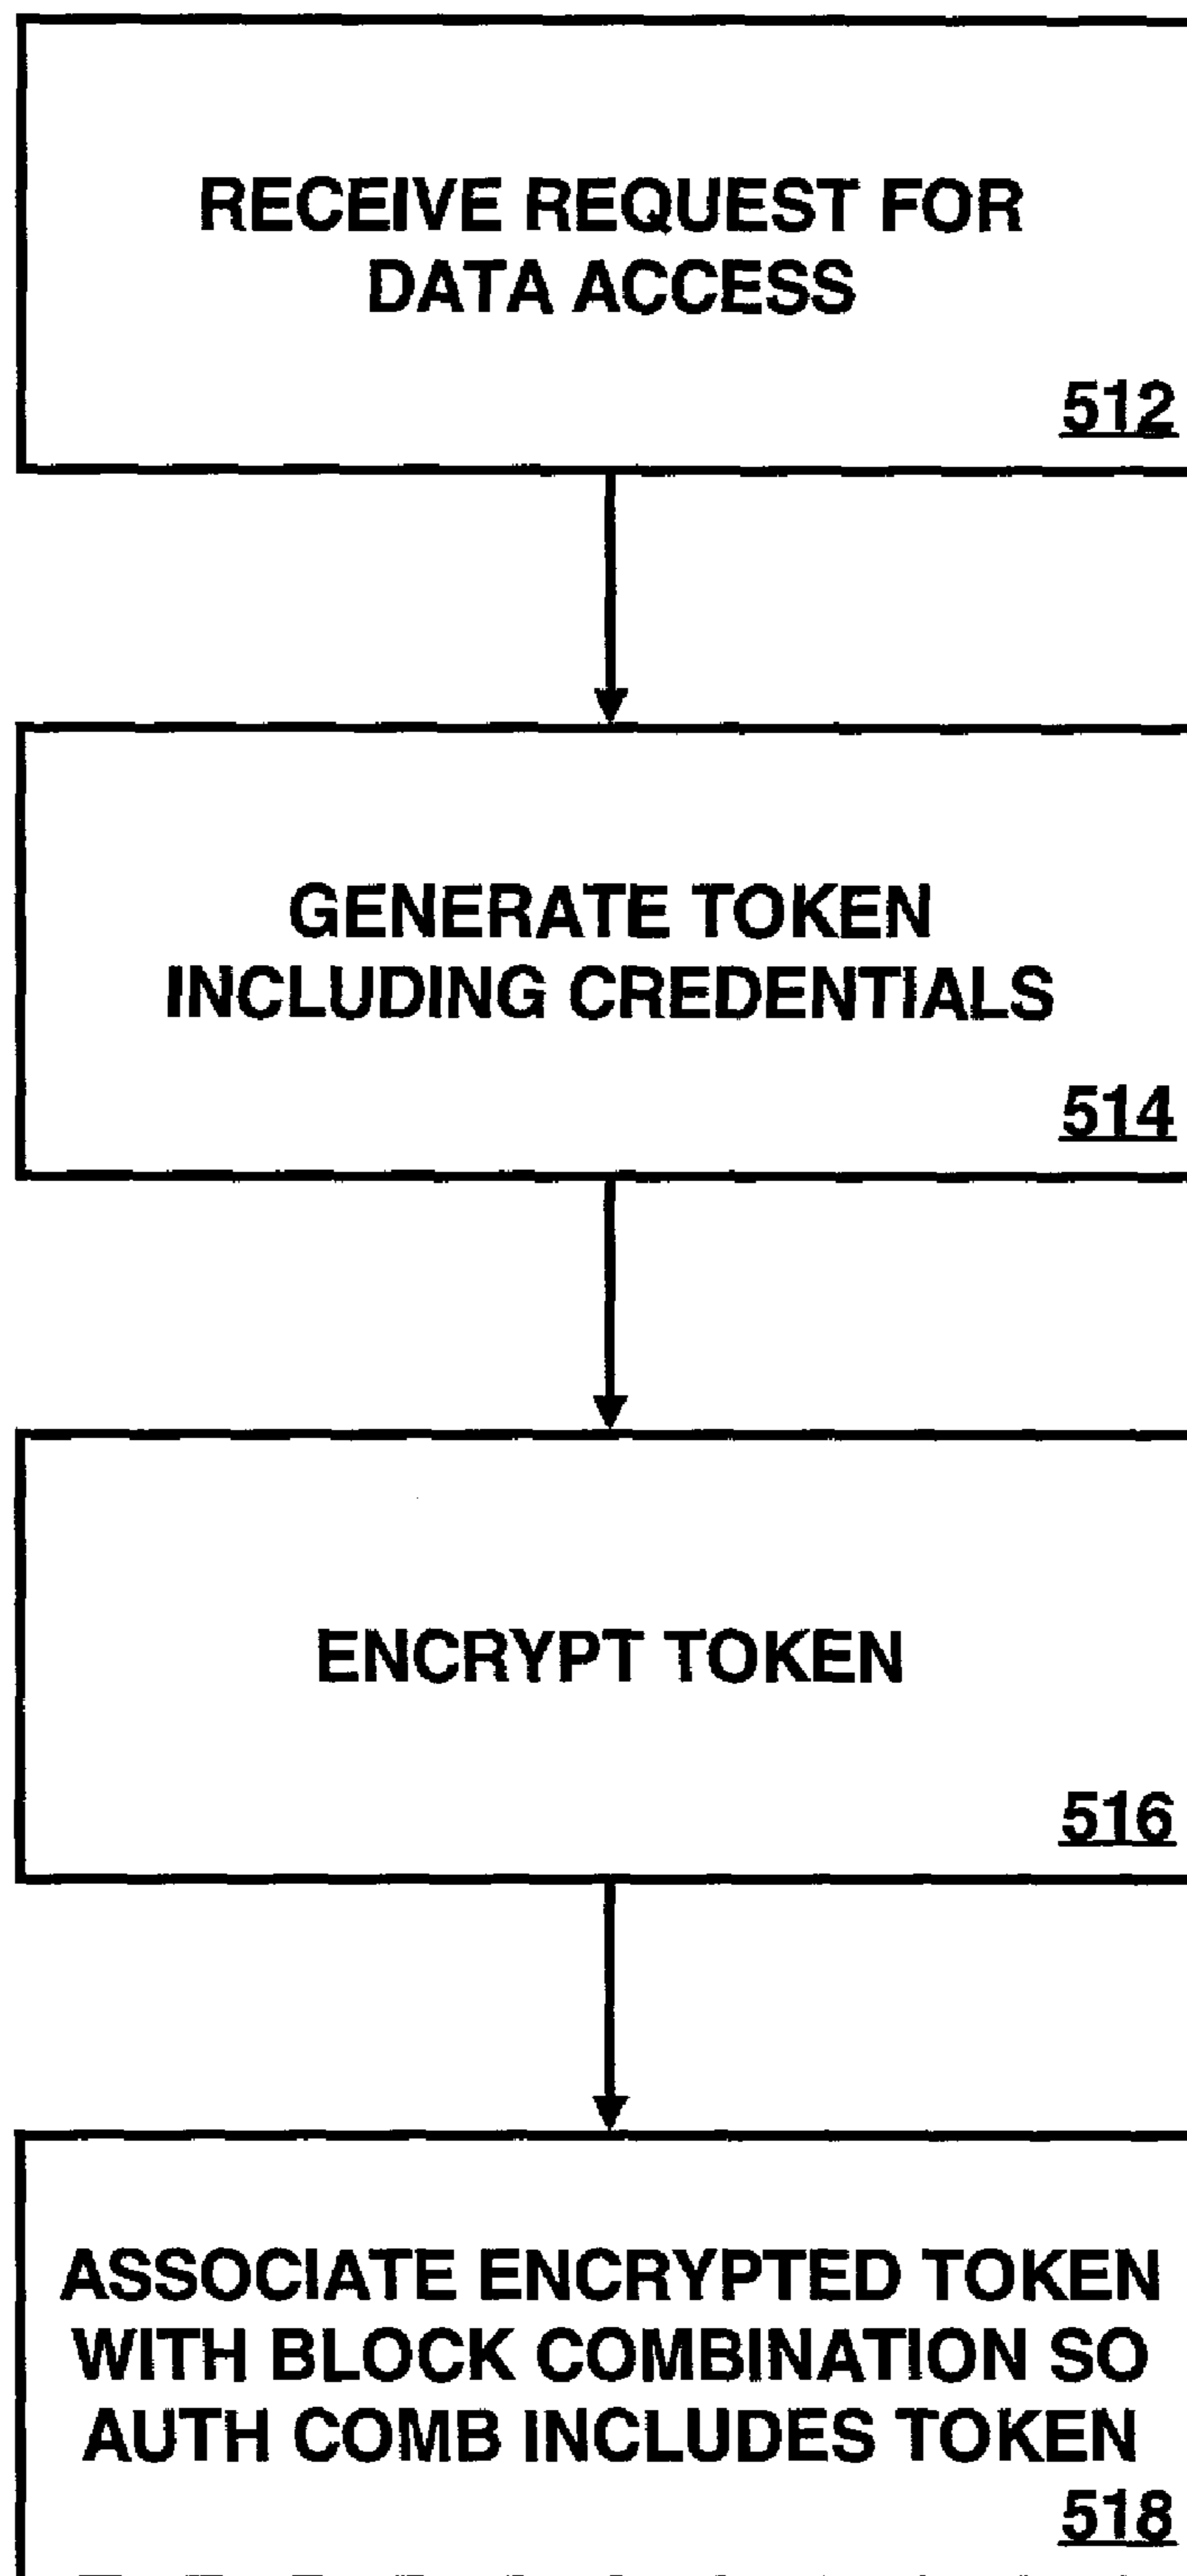 RECEIVE REQUEST FOR
DATA ACCESS
512
GENERATE TOKEN
INCLUDING CREDENTIALS
514
ENCRYPT TOKEN
516
ASSOCIATE ENCRYPTED TOKEN
WITH BLOCK COMBINATION SO
AUTH COMB INCLUDES TOKEN
518